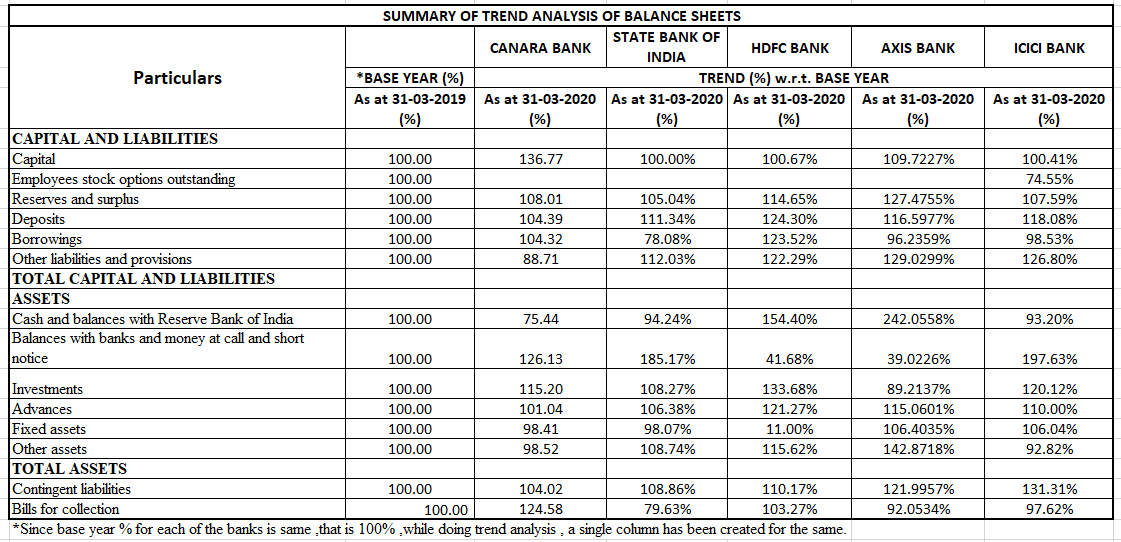 SUMMARY OF TREND ANALYSIS OF BALANCE SHEETS
Particulars CANARA BANK STATE BANK OF INDIA HDFC BANK AXIS BANK ICICI BANK
*BASE YEAR (%) TREND (%) w.r.t. BASE YEAR
As at 31-03-2019 (%) As at 31-03-2020 (%) As at 31-03-2020 (%) As at 31-03-2020 (%) As at 31-03-2020 (%) As at 31-03-2020 (%)
CAPITAL AND LIABILITIES
Capital 100.00 136.77 100.00% 100.67% 109.7227% 100.41%
Employees stock options outstanding 100.00 74.55%
Reserves and surplus 100.00 108.01 105.04% 114.65% 127.4755% 107.59%
Deposits 100.00 104.39 111.34% 124.30% 116.5977% 118.08%
Borrowings 100.00 104.32 78.08% 123.52% 96.2359% 98.53%
Other liabilities and provisions 100.00 88.71 112.03% 122.29% 129.0299% 126.80%
TOTAL CAPITAL AND LIABILITIES
ASSETS
Cash and balances with Reserve Bank of India 100.00 75.44 94.24% 154.40% 242.0558% 93.20%
Balances with banks and money at call and short
notice 100.00 126.13 185.17% 41.68% 39.0226% 197.63%
Investments 100.00 115.20 108.27% 133.68% 89.2137% 120.12%
Advances 100.00 101.04 106.38% 121.27% 115.0601% 110.00%
Fixed assets 100.00 98.41 98.07% 11.00% 106.4035% 106.04%
Other assets 100.00 98.52 108.74% 115.62% 142.8718% 92.82%
TOTAL ASSETS
Contingent liabilities 100.00 104.02 108.86% 110.17% 121.9957% 131.31%
Bills for collection 100.00 124.58 79.63% 103.27% 92.0534% 97.62%
*Since base year % for each of the banks is same ,that is 100% ,while doing trend analysis , a single column has been created for the same.